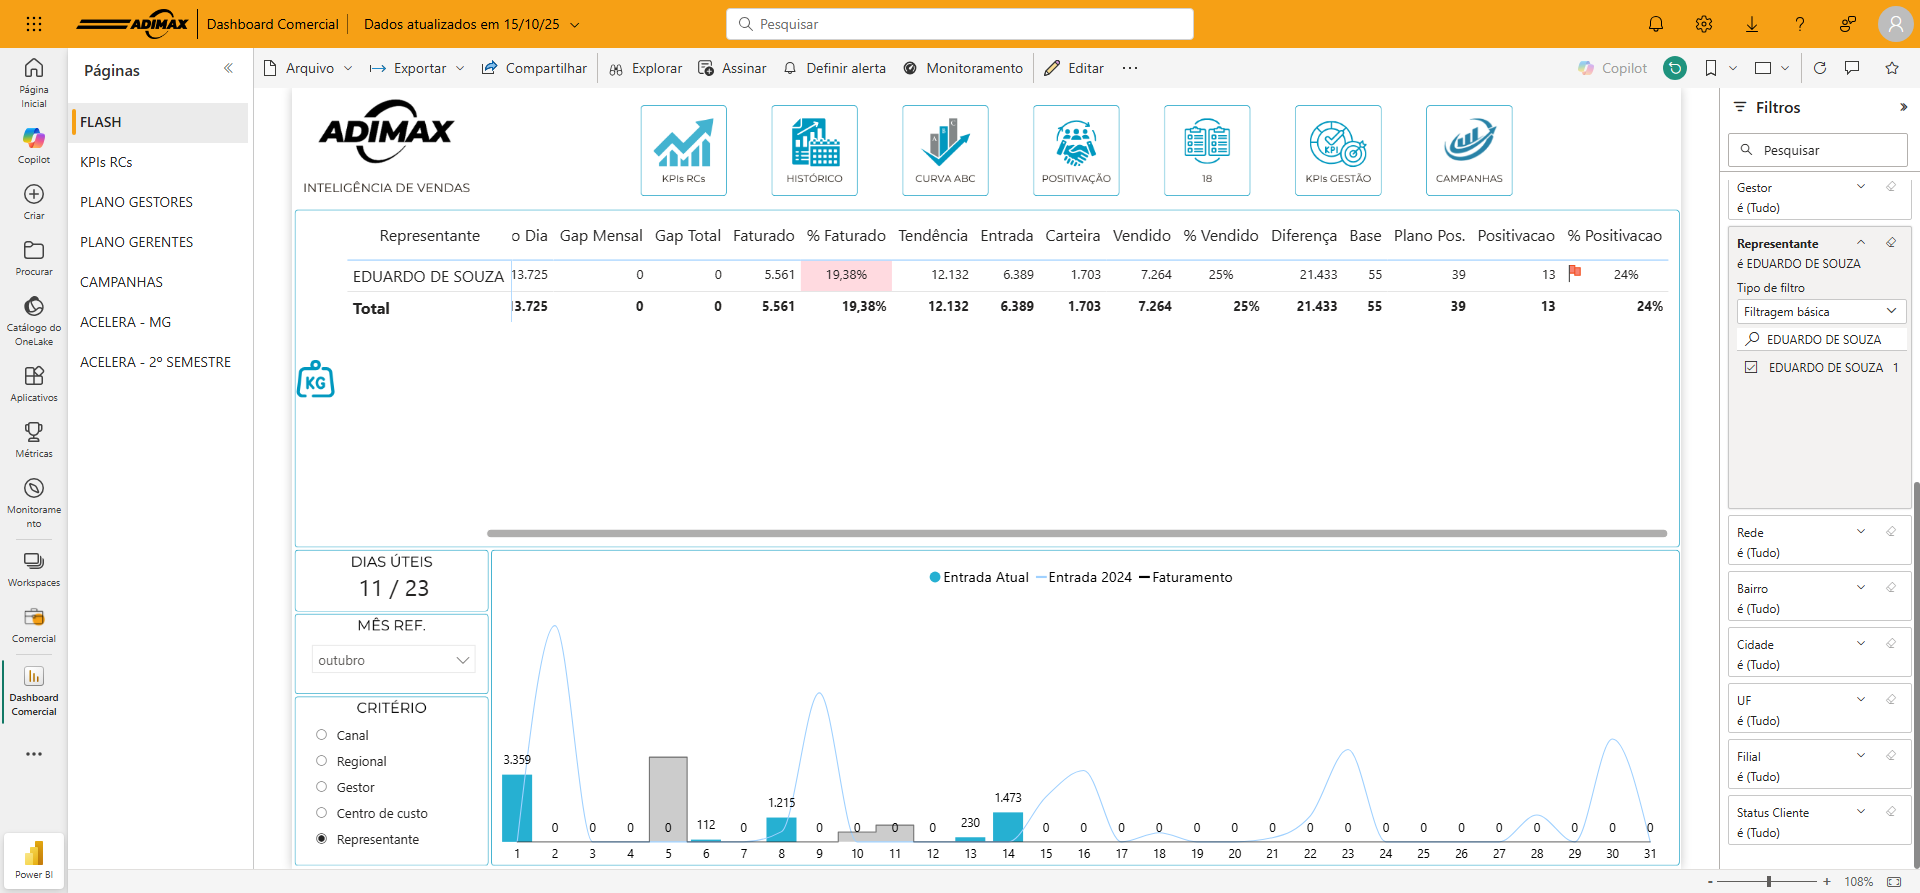 ADIMAX
Dashboard Comercial
Dados atualizados em 15/10/25
Pesquisar
Página Inicial
Copilot
Criar
Procurar
Catálogo do OneLake
Aplicativos
Métricas
Monitoramento
Workspaces
Comercial
Dashboard Comercial
Power BI
Páginas
FLASH
KPIs RCs
PLANO GESTORES
PLANO GERENTES
CAMPANHAS
ACELERA - MG
ACELERA - 2º SEMESTRE
Arquivo
Exportar
Compartilhar
Explorar
Assinar
Definir alerta
Monitoramento
Editar
Copilot
ADIMAX
INTELIGÊNCIA DE VENDAS
KPIs RCs
HISTÓRICO
A B C
CURVA ABC
POSITIVAÇÃO
18
KPI
KPIs GESTÃO
CAMPANHAS
Representante o Dia Gap Mensal Gap Total Faturado % Faturado Tendência Entrada Carteira Vendido % Vendido Diferença Base Plano Pos. Positivacao % Positivacao
EDUARDO DE SOUZA 13.725 0 0 5.561 19,38% 12.132 6.389 1.703 7.264 25% 21.433 55 39 13 24%
Total 3.725 0 0 5.561 19,38% 12.132 6.389 1.703 7.264 25% 21.433 55 39 13 24%
KG
DIAS ÚTEIS
11 / 23
MÊS REF.
outubro
CRITÉRIO
Canal
Regional
Gestor
Centro de custo
Representante
Entrada Atual Entrada 2024 Faturamento
3.359 0 0 0 0 112 0 1.215 0 0 0 0 230 1.473 0 0 0 0 0 0 0 0 0 0 0 0 0 0 0 0 0
1 2 3 4 5 6 7 8 9 10 11 12 13 14 15 16 17 18 19 20 21 22 23 24 25 26 27 28 29 30 31
Filtros
Pesquisar
Gestor
é (Tudo)
Representante
é EDUARDO DE SOUZA
Tipo de filtro
Filtragem básica
EDUARDO DE SOUZA
EDUARDO DE SOUZA 1
Rede
é (Tudo)
Bairro
é (Tudo)
Cidade
é (Tudo)
UF
é (Tudo)
Filial
é (Tudo)
Status Cliente
é (Tudo)
- + 108%